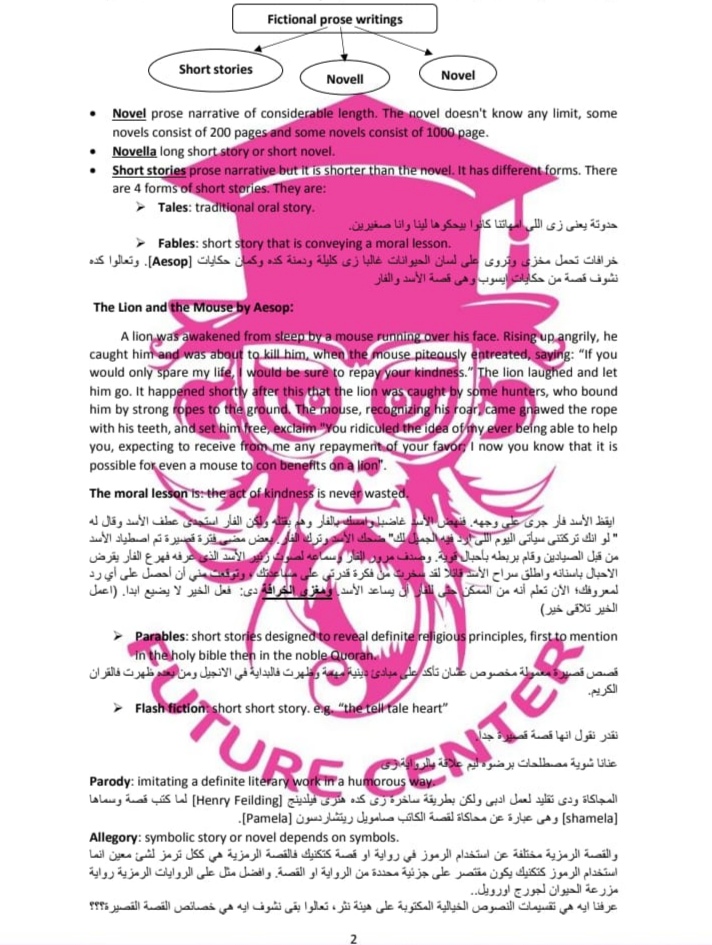 Fictional prose writings
Short stories
Novell
Novel
• Novel prose narrative of considerable length. The novel doesn't know any limit, some
novels consist of 200 pages and some novels consist of 1000 page.
• Novella long short story or short novel.
• Short stories prose narrative but it is shorter than the novel. It has different forms. There
are 4 forms of short stories. They are:
➢ Tales: traditional oral story.
حدوتة يعنى زى اللى امهاتنا كانوا بيحكوها لينا وانا صغيرين.
➢ Fables: short story that is conveying a moral lesson.
خرافات تحمل مغزى وتروى على لسان الحيوانات غالبا زى كليلة ودمنة كده وكمان حكايات [Aesop]. وتعالوا كده
نشوف قصة من حكايات إيسوب وهى قصة الأسد والفار
The Lion and the Mouse by Aesop:
A lion was awakened from sleep by a mouse running over his face. Rising up angrily, he
caught him and was about to kill him, when the mouse piteously entreated, saying: "If you
would only spare my life, I would be sure to repay your kindness." The lion laughed and let
him go. It happened shortly after this that the lion was caught by some hunters, who bound
him by strong ropes to the ground. The mouse, recognizing his roar, came gnawed the rope
with his teeth, and set him free, exclaim "You ridiculed the idea of my ever being able to help
you, expecting to receive from me any repayment of your favor; I now you know that it is
possible for even a mouse to con benefits on a lion".
The moral lesson is: the act of kindness is never wasted.
ايقظ الأسد فأر جرى على وجهه. فنهض الأسد غاضبا وامسك بالفأر وهم بقتله ولكن الفأر استجدى عطف الأسد وقال له
" لو انك تركتنى سيأتى اليوم اللى ارد فيه الجميل لك" ضحك الأسد وترك الفأر. بعض مضى فترة قصيرة تم اصطياد الأسد
من قبل الصيادين وقام بربطه بأحبال قوية. وصدف مرور الفأر وسماعه لصوت زئير الأسد الذى عرفه فهرع الفأر يقرض
الاحبال باسنانه واطلق سراح الأسد قائلا لقد سخرت من فكرة قدرتي على مساعدتك ، وتوقعت مني أن أحصل على أي رد
لمعروفك؛ الآن تعلم أنه من الممكن حتى للفأر أن يساعد الأسد. ومغزى الخرافة دى: فعل الخير لا يضيع ابدا. (اعمل
الخير تلاقى خير)
➢ Parables: short stories designed to reveal definite religious principles, first to mention
in the holy bible then in the noble Quoran.
قصص قصيرة معمولة مخصوص عشان تأكد على مبادئ دينية مهمة وظهرت فالبداية في الانجيل ومن بعده ظهرت فالقران
الكريم.
➢ Flash fiction: short short story. e.g. "the tell tale heart"
نقدر نقول انها قصة قصيرة جدا.
عندنا شوية مصطلحات برضوه ليهم علاقة بالرواية زى
Parody: imitating a definite literary work in a humorous way.
المحاكاة ودى تقليد لعمل ادبى ولكن بطريقة ساخرة زى كده هنرى فيلدينج [Henry Feilding] لما كتب قصة وسماها
[shamela] وهى عبارة عن محاكاة لقصة الكاتب صامويل ريتشاردسون [Pamela].
Allegory: symbolic story or novel depends on symbols.
والقصة الرمزية مختلفة عن استخدام الرموز في رواية او قصة كتكنيك فالقصة الرمزية هي ككل ترمز لشئ معين انما
استخدام الرموز كتكنيك يكون مقتصر على جزئية محددة من الرواية او القصة. وافضل مثل على الروايات الرمزية رواية
مزرعة الحيوان لجورج اورويل..
عرفنا ايه هي تقسيمات النصوص الخيالية المكتوبة على هيئة نثر، تعالوا بقى نشوف ايه هي خصائص القصة القصيرة؟؟؟؟
FUTURE CENTER
2